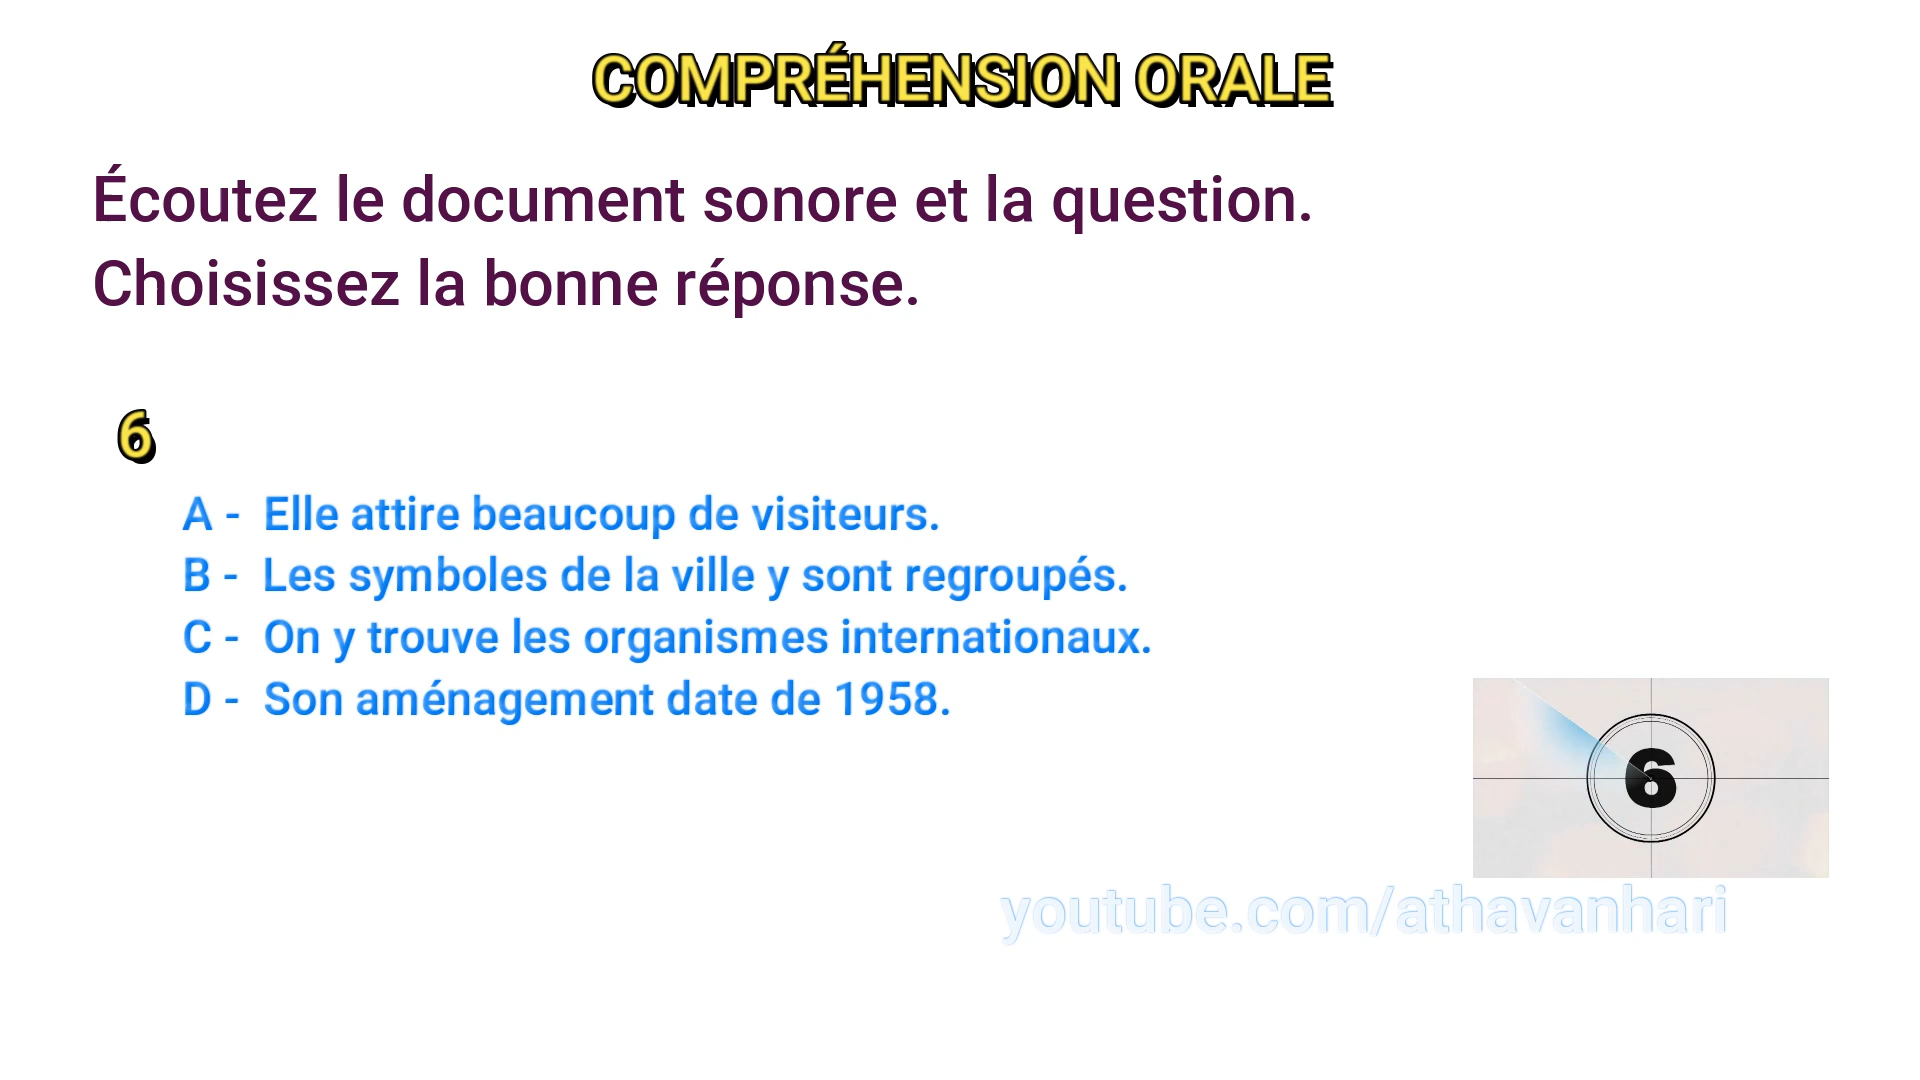 COMPRÉHENSION ORALE
Écoutez le document sonore et la question.
Choisissez la bonne réponse.
6
A - Elle attire beaucoup de visiteurs.
B - Les symboles de la ville y sont regroupés.
C - On y trouve les organismes internationaux.
D - Son aménagement date de 1958.
6
youtube.com/athavanhari